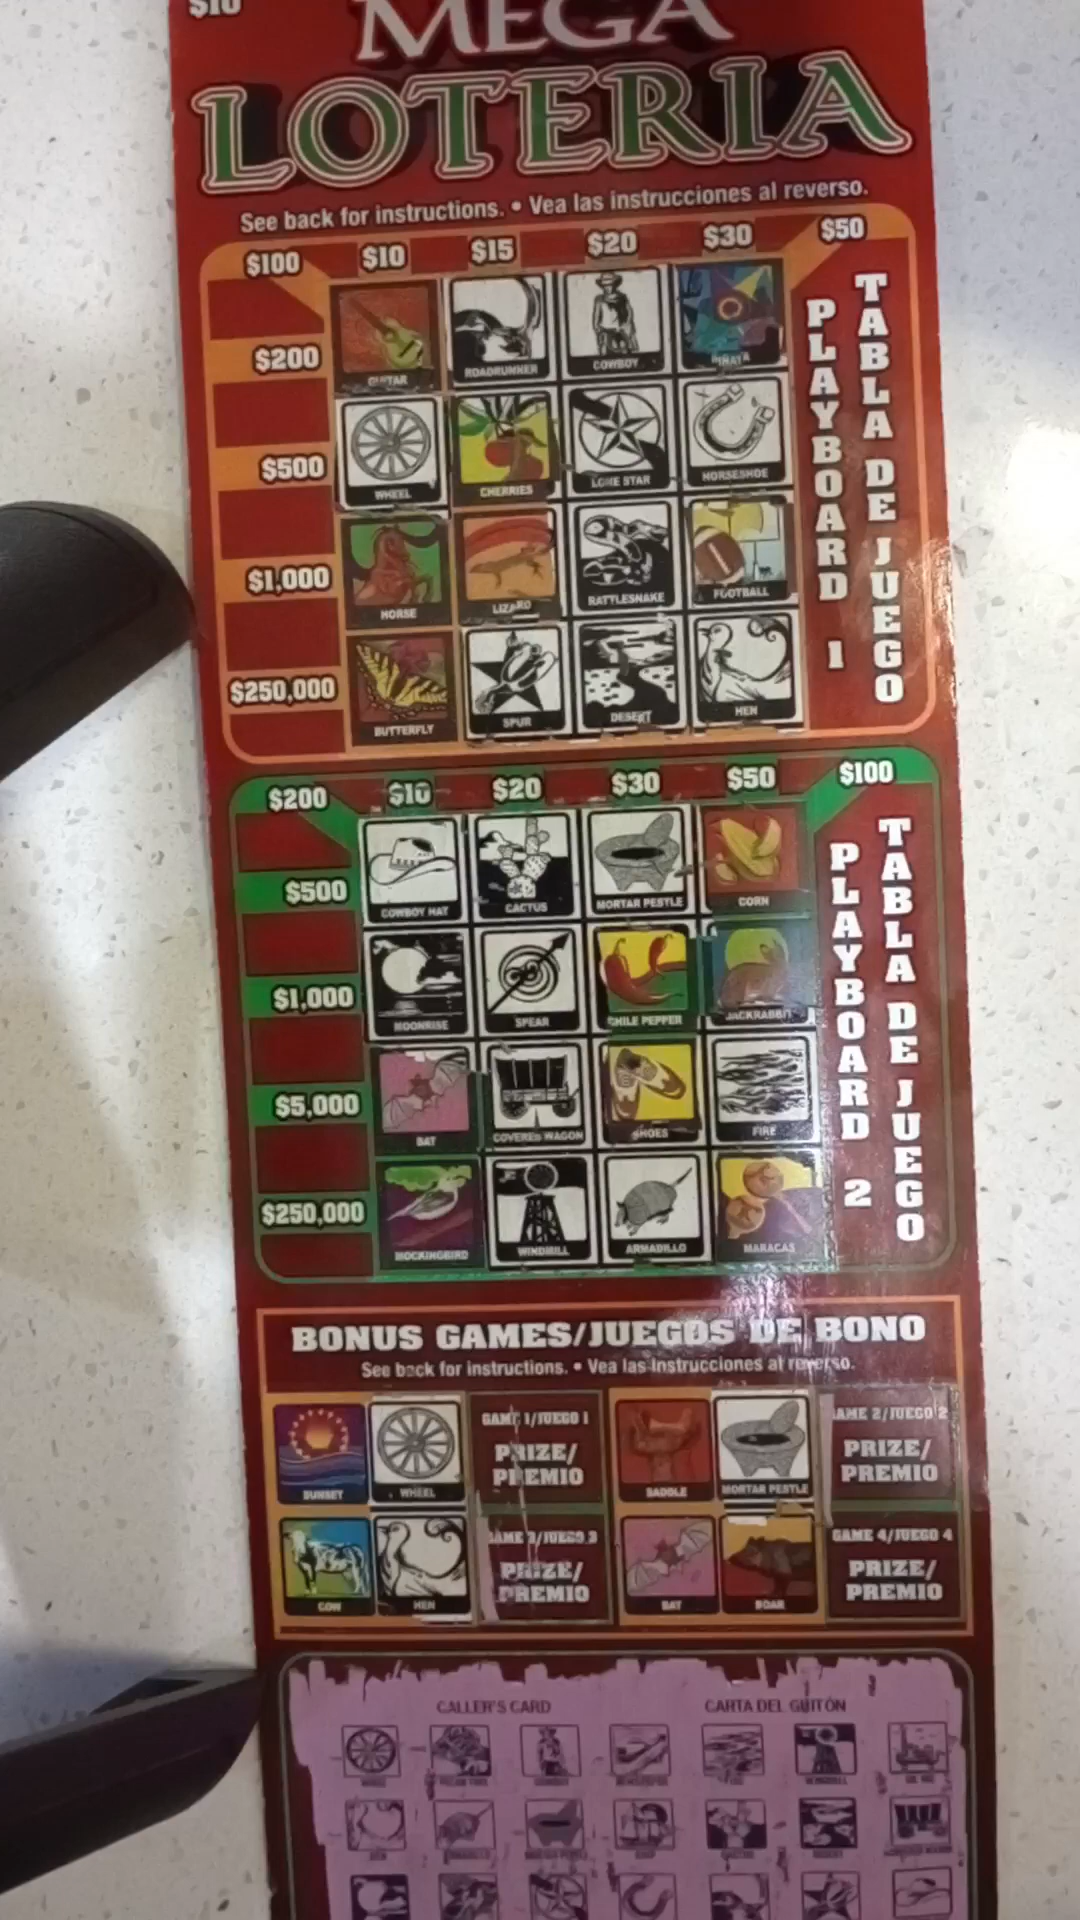 $10
MEGA
LOTERIA
See back for instructions. • Vea las instrucciones al reverso.
$100 $10 $15 $20 $30 $50
$200
$500
$1,000
$250,000
GUITAR ROADRUNNER COWBOY PIÑATA
WHEEL CHERRIES LONE STAR HORSESHOE
HORSE LIZARD RATTLESNAKE FOOTBALL
BUTTERFLY SPUR DESERT HEN
PLAYBOARD 1
TABLA DE JUEGO
$200 $10 $20 $30 $50 $100
$500
$1,000
$5,000
$250,000
COWBOY HAT CACTUS MORTAR PESTLE CORN
MOONRISE SPEAR CHILE PEPPER JACKRABBIT
BAT COVERED WAGON SHOES FIRE
MOCKINGBIRD WINDMILL ARMADILLO MARACAS
PLAYBOARD 2
TABLA DE JUEGO
BONUS GAMES/JUEGOS DE BONO
See back for instructions. • Vea las Instrucciones al reverso.
SUNSET WHEEL
GAME 1/JUEGO 1
PRIZE/
PREMIO
SADDLE MORTAR PESTLE
GAME 2/JUEGO 2
PRIZE/
PREMIO
COW HEN
GAME 3/JUEGO 3
PRIZE/
PREMIO
BAT BOAR
GAME 4/JUEGO 4
PRIZE/
PREMIO
CALLER'S CARD CARTA DEL GRITÓN